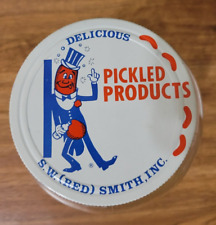 DELICIOUS
PICKLED
PRODUCTS
®
S.W. (RED) SMITH, INC.